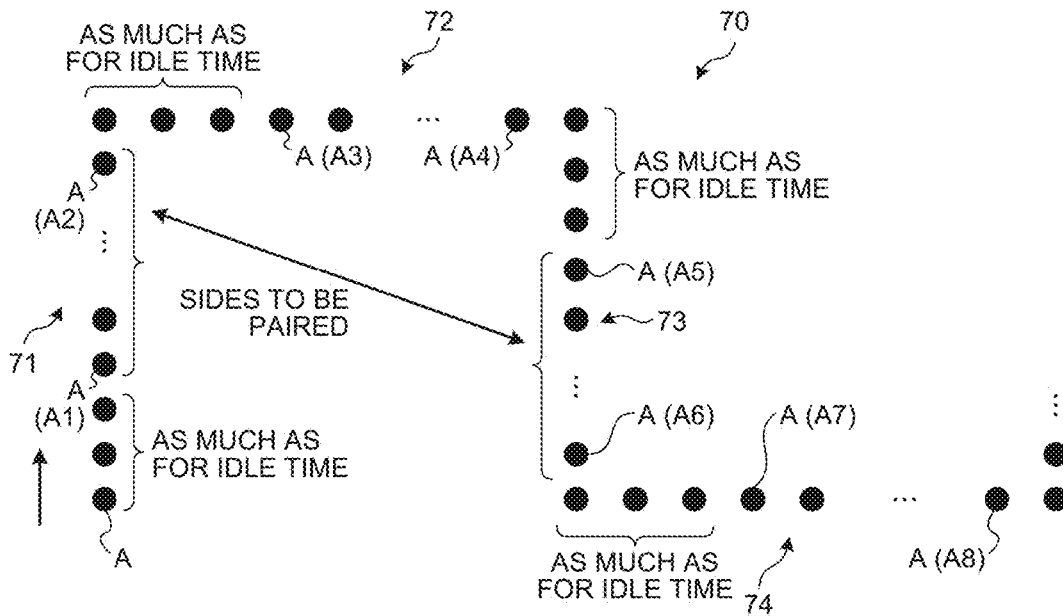 AS MUCH AS
FOR IDLE TIME
72
70
A (A3)
...
A (A4)
AS MUCH AS
FOR IDLE TIME
A
(A2)
...
SIDES TO BE
PAIRED
A (A5)
73
71
A
(A1)
...
...
A (A6)
A (A7)
AS MUCH AS
FOR IDLE TIME
...
A
AS MUCH AS
FOR IDLE TIME
74
A (A8)